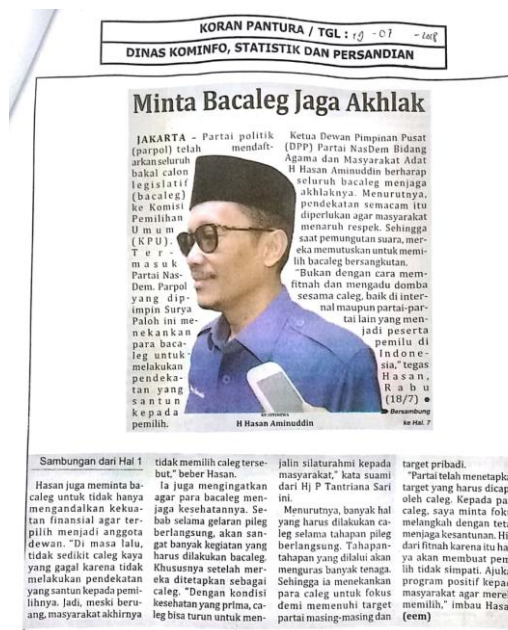 KORAN PANTURA / TGL : 19 - 07 - 2018
DINAS KOMINFO, STATISTIK DAN PERSANDIAN
Minta Bacaleg Jaga Akhlak
JAKARTA – Partai politik
(parpol) telah mendaft-
arkan seluruh
bakal calon
legislatif
(bacaleg)
ke Komisi
Pemilihan
Umum
(KPU).
Ter-
masuk
Partai Nas-
Dem. Parpol
yang dip-
impin Surya
Paloh ini me-
nekankan
para baca-
leg untuk
melakukan
pendeka-
tan yang
santun
kepada
pemilih.
Ketua Dewan Pimpinan Pusat
(DPP) Partai NasDem Bidang
Agama dan Masyarakat Adat
H Hasan Aminuddin berharap
seluruh bacaleg menjaga
akhlaknya. Menurutnya,
pendekatan semacam itu
diperlukan agar masyarakat
menaruh respek. Sehingga
saat pemungutan suara, mer-
eka memutuskan untuk memi-
lih bacaleg bersangkutan.
"Bukan dengan cara mem-
fitnah dan mengadu domba
sesama caleg, baik di inter-
nal maupun partai-par-
tai lain yang men-
jadi peserta
pemilu di
Indone-
sia," tegas
Hasan,
Rabu
(18/7)
Bersambung
ke Hal. 7
H Hasan Aminuddin
Sambungan dari Hal 1
Hasan juga meminta ba-
caleg untuk tidak hanya
mengandalkan kekua-
tan finansial agar ter-
pilih menjadi anggota
dewan. "Di masa lalu,
tidak sedikit caleg kaya
yang gagal karena tidak
melakukan pendekatan
yang santun kepada pemi-
lihnya. Jadi, meski beru-
ang, masyarakat akhirnya
tidak memilih caleg terse-
but," beber Hasan.
Ia juga mengingatkan
agar para bacaleg men-
jaga kesehatannya. Se-
bab selama gelaran pileg
berlangsung, akan san-
gat banyak kegiatan yang
harus dilakukan bacaleg.
Khususnya setelah mer-
eka ditetapkan sebagai
caleg. "Dengan kondisi
kesehatan yang prima, ca-
leg bisa turun untuk men-
jalin silaturahmi kepada
masyarakat," kata suami
dari Hj P Tantriana Sari
ini.
Menurutnya, banyak hal
yang harus dilakukan ca-
leg selama tahapan pileg
berlangsung. Tahapan-
tahapan yang dilalui akan
menguras banyak tenaga.
Sehingga ia menekankan
para caleg untuk fokus
demi memenuhi target
partai masing-masing dan
target pribadi.
"Partai telah menetapka
target yang harus dicap
oleh caleg. Kepada pa
caleg, saya minta fok
melangkah dengan tet
menjaga kesantunan. Hi
dari fitnah karena itu ha
ya akan membuat pem
lih tidak simpati. Ajuk
program positif kepa
masyarakat agar mere
memilih," imbau Hasa
(eem)